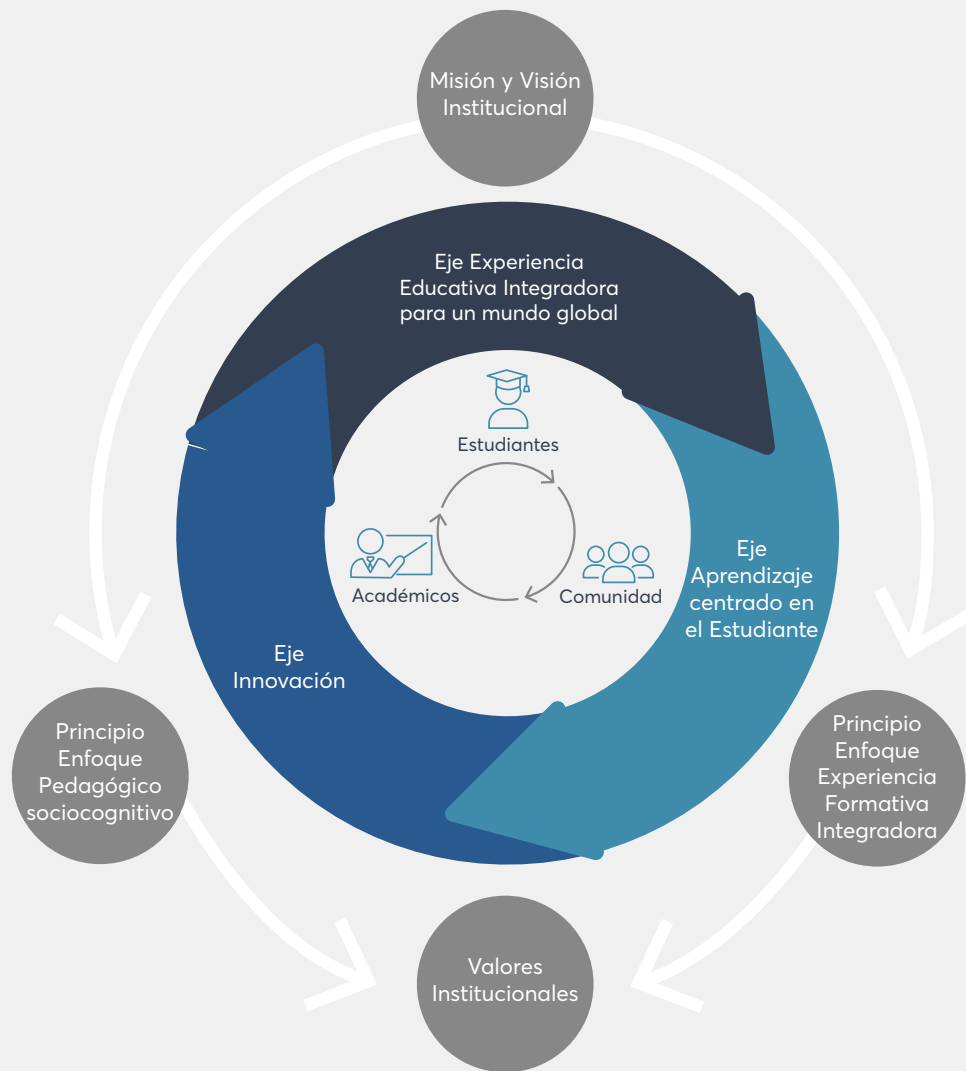 Misión y Visión
Institucional
Eje Experiencia
Educativa Integradora
para un mundo global
Estudiantes
Académicos
Comunidad
Eje
Aprendizaje
centrado en
el Estudiante
Eje
Innovación
Principio
Enfoque
Pedagógico
sociocognitivo
Principio
Enfoque
Experiencia
Formativa
Integradora
Valores
Institucionales